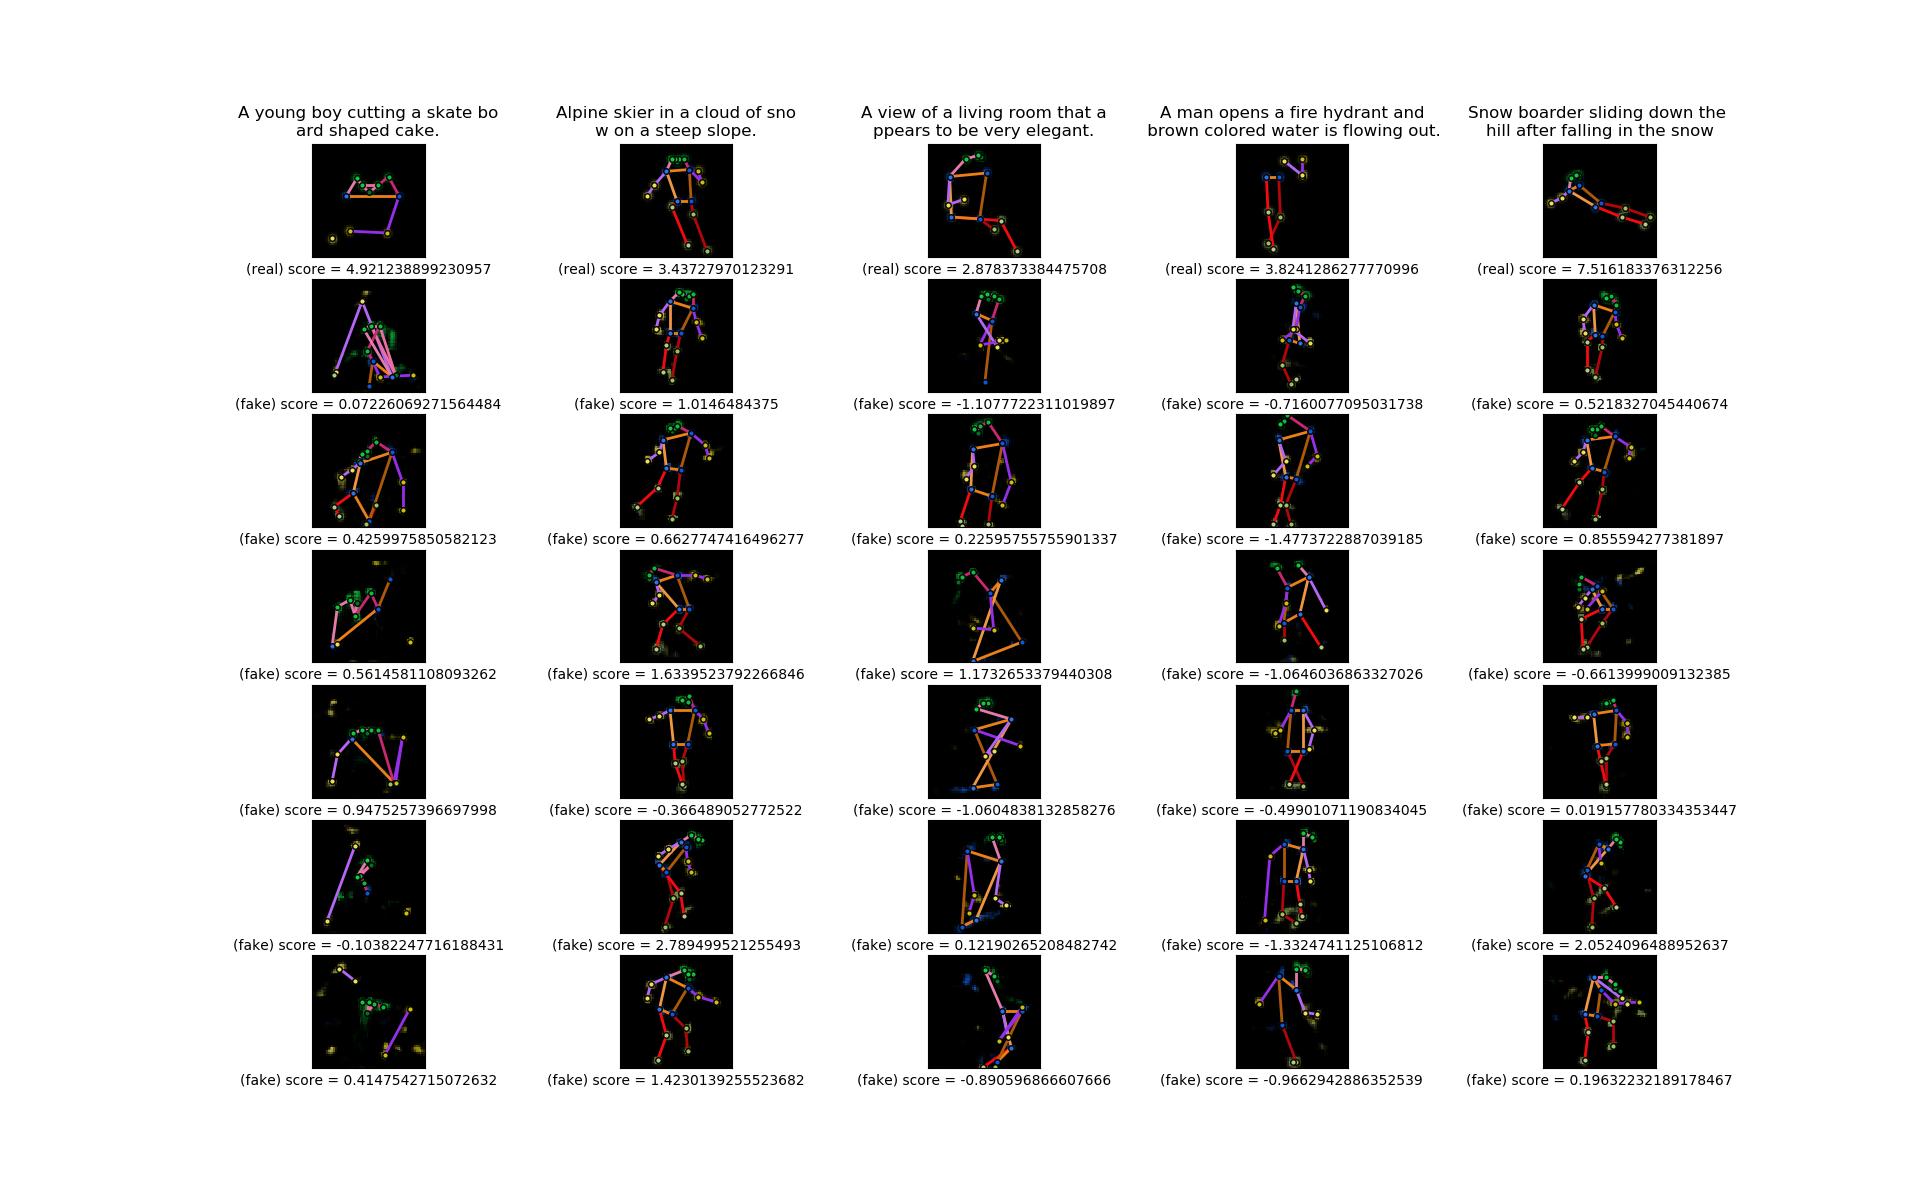 A young boy cutting a skate bo
ard shaped cake.
Alpine skier in a cloud of sno
w on a steep slope.
A view of a living room that a
ppears to be very elegant.
A man opens a fire hydrant and
brown colored water is flowing out.
Snow boarder sliding down the
hill after falling in the snow
(real) score = 4.921238899230957
(real) score = 3.43727970123291
(real) score = 2.878373384475708
(real) score = 3.8241286277770996
(real) score = 7.516183376312256
(fake) score = 0.07226069271564484
(fake) score = 1.0146484375
(fake) score = -1.1077722311019897
(fake) score = -0.7160077095031738
(fake) score = 0.5218327045440674
(fake) score = 0.4259975850582123
(fake) score = 0.6627747416496277
(fake) score = 0.22595755755901337
(fake) score = -1.4773722887039185
(fake) score = 0.855594277381897
(fake) score = 0.5614581108093262
(fake) score = 1.6339523792266846
(fake) score = 1.1732653379440308
(fake) score = -1.0646036863327026
(fake) score = -0.6613999009132385
(fake) score = 0.9475257396697998
(fake) score = -0.366489052772522
(fake) score = -1.0604838132858276
(fake) score = -0.49901071190834045
(fake) score = 0.019157780334353447
(fake) score = -0.10382247716188431
(fake) score = 2.789499521255493
(fake) score = 0.12190265208482742
(fake) score = -1.3324741125106812
(fake) score = 2.0524096488952637
(fake) score = 0.4147542715072632
(fake) score = 1.4230139255523682
(fake) score = -0.890596866607666
(fake) score = -0.9662942886352539
(fake) score = 0.19632232189178467